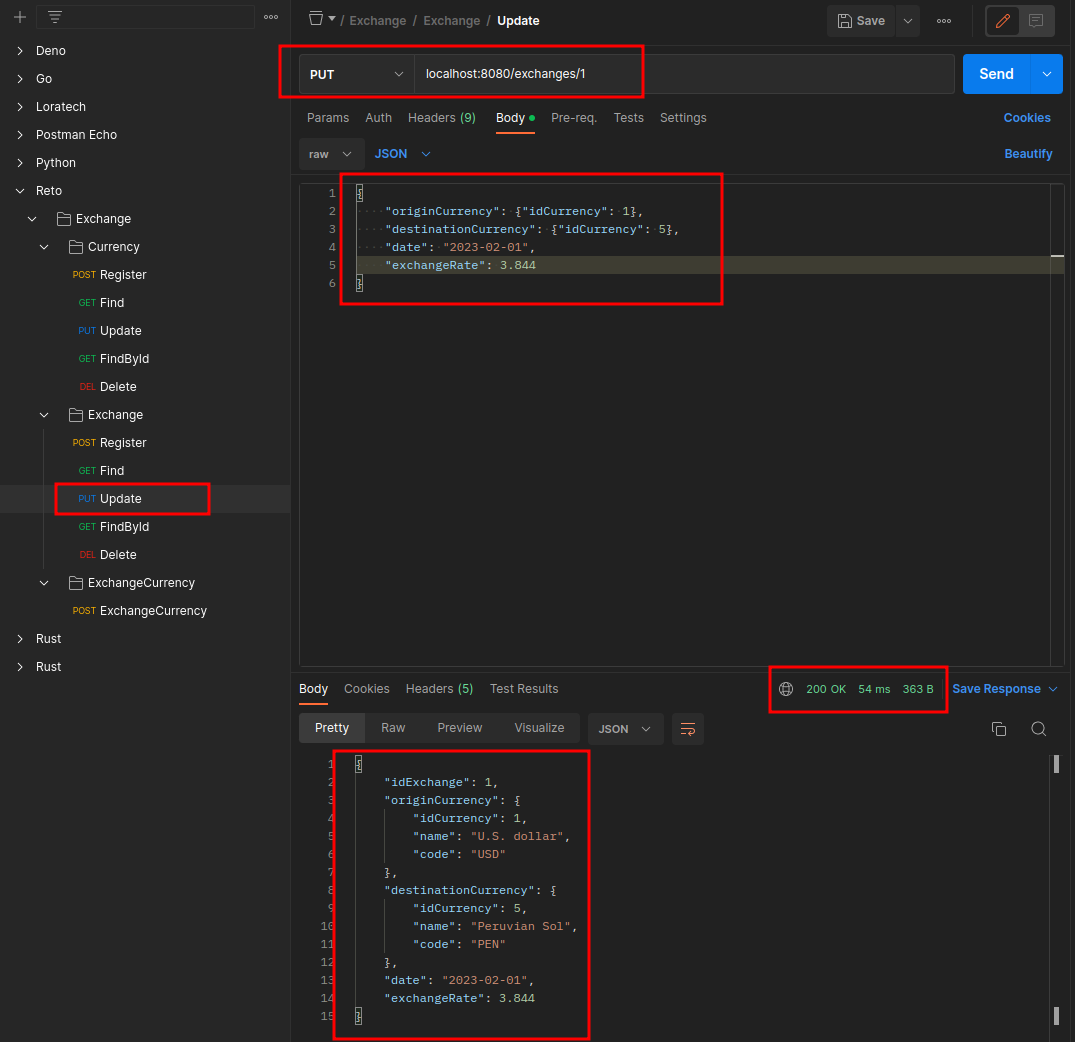 / Exchange / Exchange / Update
Save
PUT
localhost:8080/exchanges/1
Send
Params Auth Headers (9) Body Pre-req. Tests Settings
Cookies
raw JSON
Beautify
Deno
Go
Loratech
Postman Echo
Python
Reto
Exchange
Currency
POST Register
GET Find
PUT Update
GET FindById
DEL Delete
Exchange
POST Register
GET Find
PUT Update
GET FindById
DEL Delete
ExchangeCurrency
POST ExchangeCurrency
Rust
Rust
1 {
2 "originCurrency": {"idCurrency": 1},
3 "destinationCurrency": {"idCurrency": 5},
4 "date": "2023-02-01",
5 "exchangeRate": 3.844
6 }
Body Cookies Headers (5) Test Results
200 OK 54 ms 363 B Save Response
Pretty Raw Preview Visualize JSON
1 {
2 "idExchange": 1,
3 "originCurrency": {
4 "idCurrency": 1,
5 "name": "U.S. dollar",
6 "code": "USD"
7 },
8 "destinationCurrency": {
9 "idCurrency": 5,
10 "name": "Peruvian Sol",
11 "code": "PEN"
12 },
13 "date": "2023-02-01",
14 "exchangeRate": 3.844
15 }